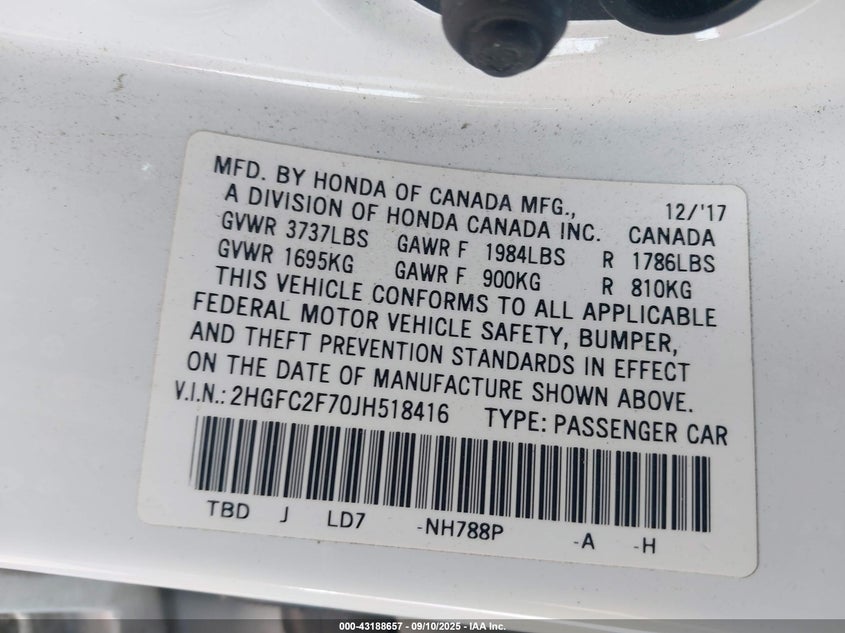 MFD. BY HONDA OF CANADA MFG., 12/'17
A DIVISION OF HONDA CANADA INC. CANADA
GVWR 3737LBS GAWR F 1984LBS R 1786LBS
GVWR 1695KG GAWR F 900KG R 810KG
THIS VEHICLE CONFORMS TO ALL APPLICABLE
FEDERAL MOTOR VEHICLE SAFETY, BUMPER,
AND THEFT PREVENTION STANDARDS IN EFFECT
ON THE DATE OF MANUFACTURE SHOWN ABOVE.
V.I.N.: 2HGFC2F70JH518416 TYPE: PASSENGER CAR
TBD J LD7 -NH788P -A -H
000-43188657 - 09/10/2025 - IAA Inc.